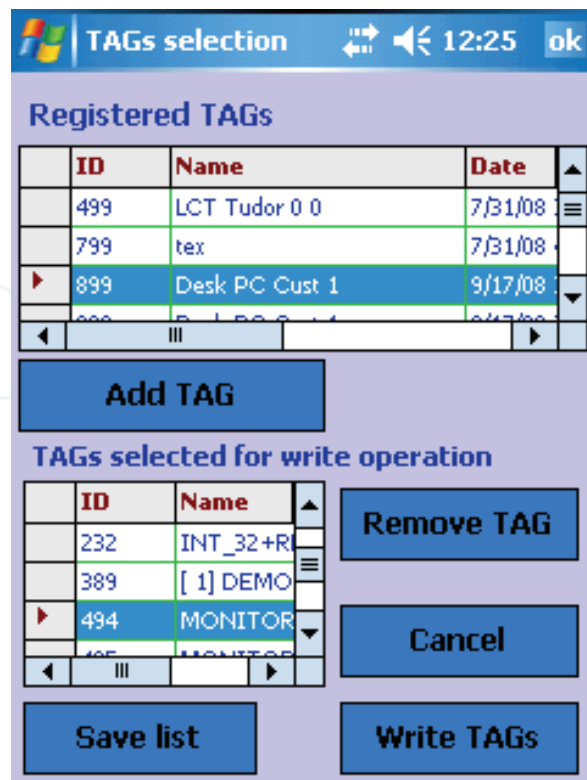 TAGs selection 12:25 ok
Registered TAGs
ID Name Date
499 LCT Tudor 0 0 7/31/08
799 tex 7/31/08
899 Desk PC Cust 1 9/17/08
Add TAG
TAGs selected for write operation
ID Name
232 INT_32+R
389 [ 1] DEMO
494 MONITOR
Remove TAG
Cancel
Save list
Write TAGs